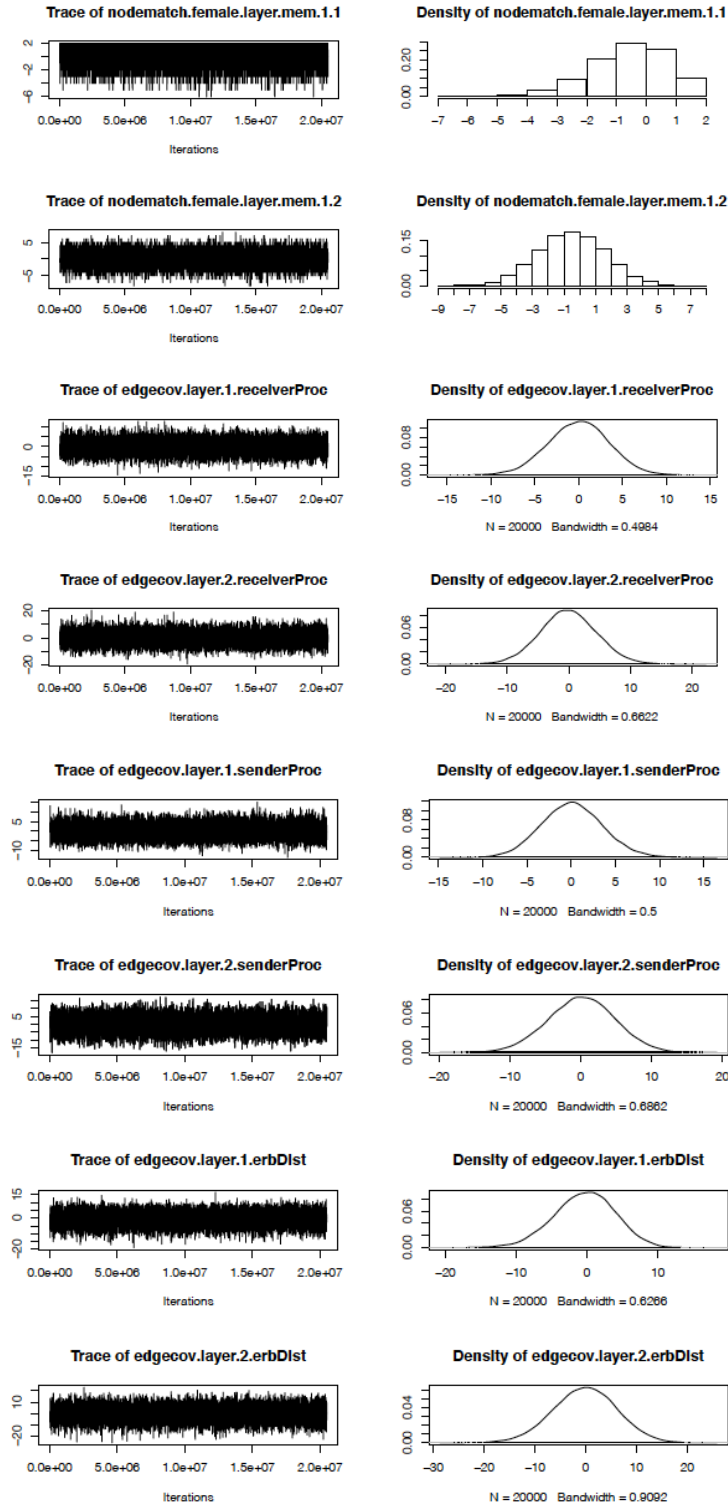 Trace of nodematch.female.layer.mem.1.1
Density of nodematch.female.layer.mem.1.1
2
-2
-6
0.0e+00 5.0e+06 1.0e+07 1.5e+07 2.0e+07
Iterations
0.20
0.00
-7 -6 -5 -4 -3 -2 -1 0 1 2
Trace of nodematch.female.layer.mem.1.2
Density of nodematch.female.layer.mem.1.2
5
-5
0.0e+00 5.0e+06 1.0e+07 1.5e+07 2.0e+07
Iterations
0.15
0.00
-9 -7 -5 -3 -1 1 3 5 7
Trace of edgecov.layer.1.receiverProc
Density of edgecov.layer.1.receiverProc
0
-15
0.0e+00 5.0e+06 1.0e+07 1.5e+07 2.0e+07
Iterations
0.08
0.00
-15 -10 -5 0 5 10 15
N = 20000 Bandwidth = 0.4984
Trace of edgecov.layer.2.receiverProc
Density of edgecov.layer.2.receiverProc
20
0
-20
0.0e+00 5.0e+06 1.0e+07 1.5e+07 2.0e+07
Iterations
0.06
0.00
-20 -10 0 10 20
N = 20000 Bandwidth = 0.6622
Trace of edgecov.layer.1.senderProc
Density of edgecov.layer.1.senderProc
5
-10
0.0e+00 5.0e+06 1.0e+07 1.5e+07 2.0e+07
Iterations
0.08
0.00
-15 -10 -5 0 5 10 15
N = 20000 Bandwidth = 0.5
Trace of edgecov.layer.2.senderProc
Density of edgecov.layer.2.senderProc
5
-15
0.0e+00 5.0e+06 1.0e+07 1.5e+07 2.0e+07
Iterations
0.06
0.00
-20 -10 0 10 20
N = 20000 Bandwidth = 0.6862
Trace of edgecov.layer.1.erbDist
Density of edgecov.layer.1.erbDist
15
0
-20
0.0e+00 5.0e+06 1.0e+07 1.5e+07 2.0e+07
Iterations
0.06
0.00
-20 -10 0 10
N = 20000 Bandwidth = 0.6266
Trace of edgecov.layer.2.erbDist
Density of edgecov.layer.2.erbDist
10
-20
0.0e+00 5.0e+06 1.0e+07 1.5e+07 2.0e+07
Iterations
0.04
0.00
-30 -20 -10 0 10 20
N = 20000 Bandwidth = 0.9092